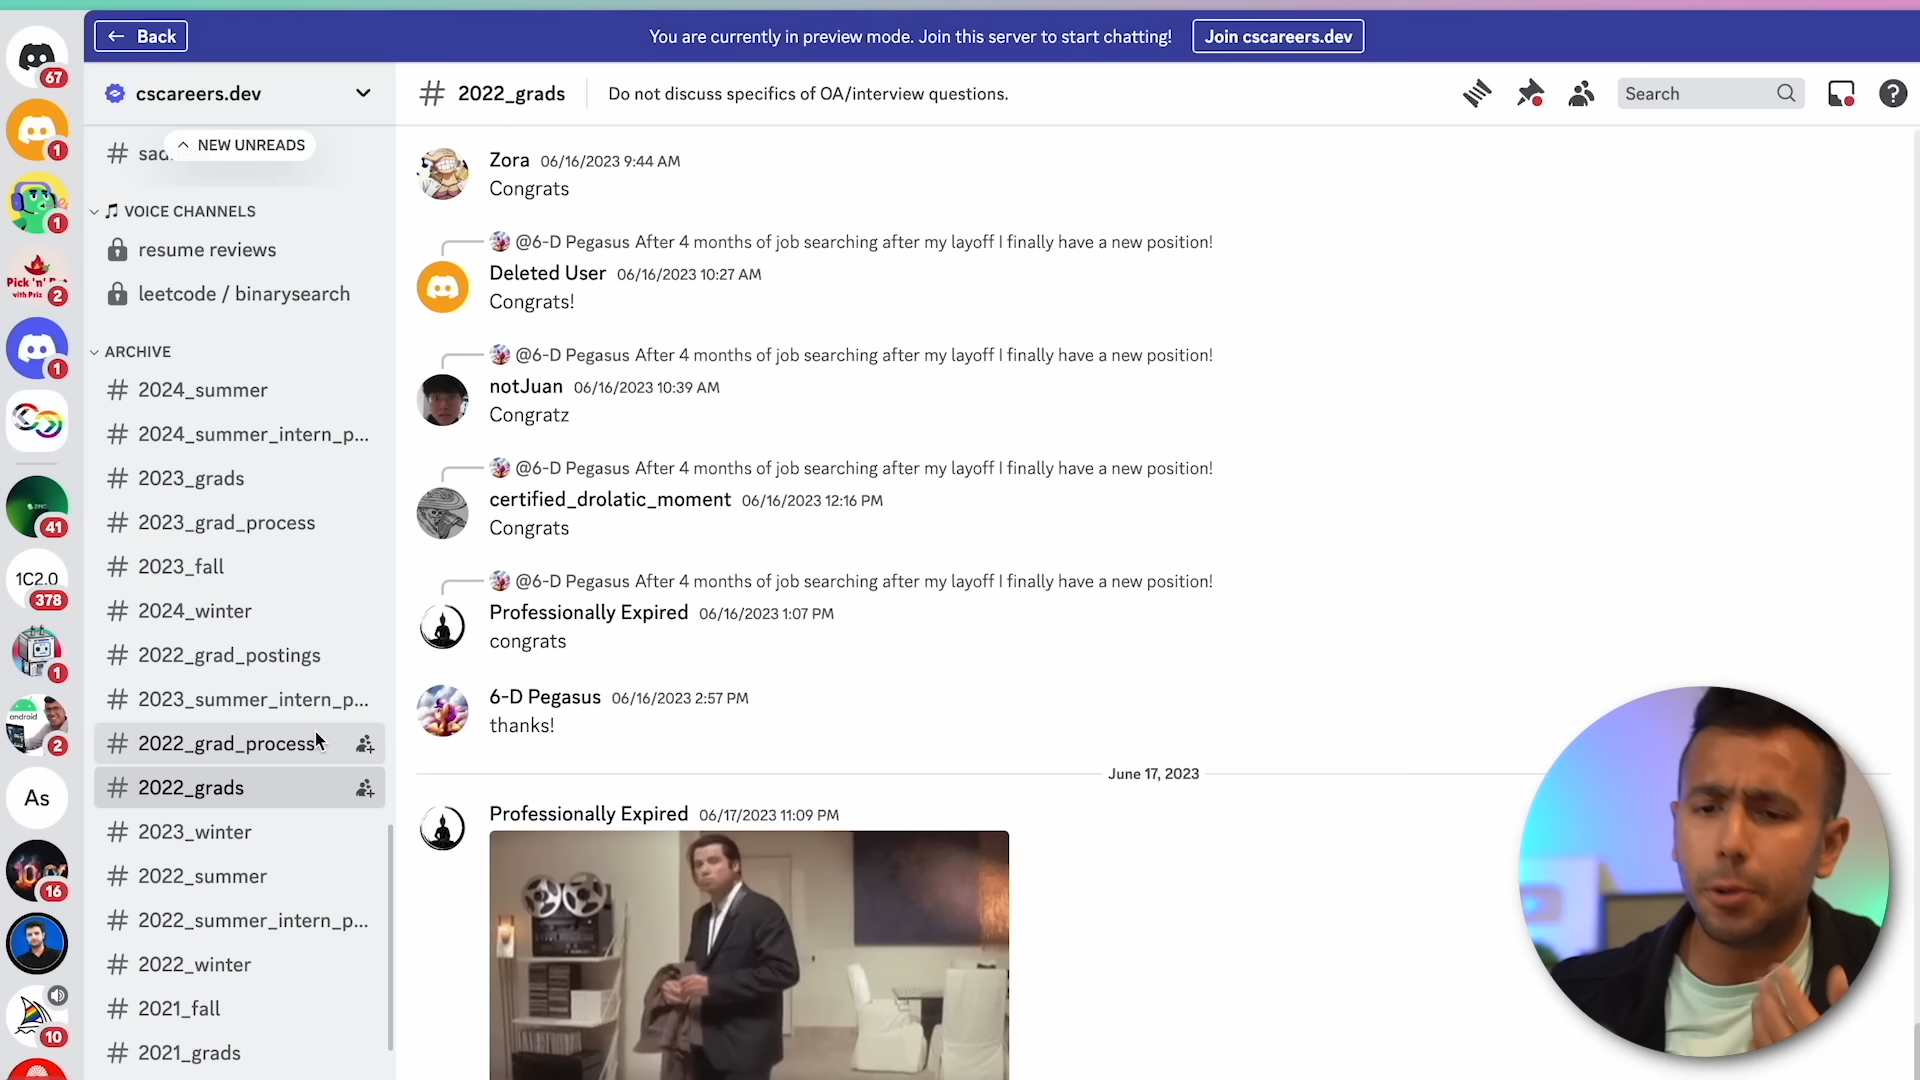 Back
You are currently in preview mode. Join this server to start chatting!
Join cscareers.dev
67
1
1
Pick 'n'
with Priz
2
1
ZINC
41
1C2.0
378
1
android
2
As
16
10
cscareers.dev
sad
NEW UNREADS
VOICE CHANNELS
resume reviews
leetcode / binarysearch
ARCHIVE
# 2024_summer
# 2024_summer_intern_p...
# 2023_grads
# 2023_grad_process
# 2023_fall
# 2024_winter
# 2022_grad_postings
# 2023_summer_intern_p...
# 2022_grad_process
# 2022_grads
# 2023_winter
# 2022_summer
# 2022_summer_intern_p...
# 2022_winter
# 2021_fall
# 2021_grads
# 2022_grads
Do not discuss specifics of OA/interview questions.
Search
Zora 06/16/2023 9:44 AM
Congrats
@6-D Pegasus After 4 months of job searching after my layoff I finally have a new position!
Deleted User 06/16/2023 10:27 AM
Congrats!
@6-D Pegasus After 4 months of job searching after my layoff I finally have a new position!
notJuan 06/16/2023 10:39 AM
Congratz
@6-D Pegasus After 4 months of job searching after my layoff I finally have a new position!
certified_drolatic_moment 06/16/2023 12:16 PM
Congrats
@6-D Pegasus After 4 months of job searching after my layoff I finally have a new position!
Professionally Expired 06/16/2023 1:07 PM
congrats
6-D Pegasus 06/16/2023 2:57 PM
thanks!
June 17, 2023
Professionally Expired 06/17/2023 11:09 PM